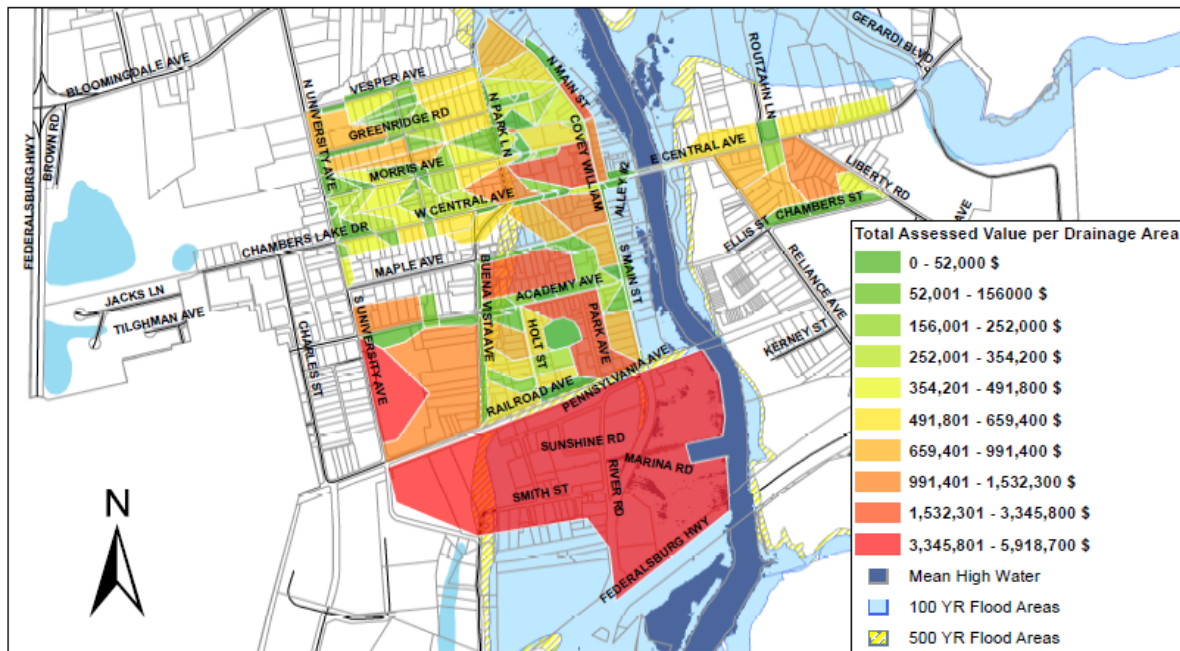 GERARDI BLVD
BLOOMINGDALE AVE
N UNIVERSITY AVE
VESPER AVE
N MAIN ST
ROUTZAHN LN
FEDERALSBURG HWY
BROWN RD
GREENRIDGE RD
N PARK LN
COVEY WILLIAM
MORRIS AVE
E CENTRAL AVE
LIBERTY RD
W CENTRAL AVE
ALLEY #2
CHAMBERS ST
AVE
CHAMBERS LAKE DR
ELLIS ST
MAPLE AVE
BUENA VISTA AVE
S MAIN ST
RELIANCE AVE
JACKS LN
ACADEMY AVE
TILGHMAN AVE
S UNIVERSITY AVE
HOLT ST
PARK AVE
KERNEY ST
CHARLES ST
RAILROAD AVE
PENNSYLVANIA AVE
SUNSHINE RD
MARINA RD
SMITH ST
RIVER RD
FEDERALSBURG HWY
N
Total Assessed Value per Drainage Area
0 - 52,000 $
52,001 - 156000 $
156,001 - 252,000 $
252,001 - 354,200 $
354,201 - 491,800 $
491,801 - 659,400 $
659,401 - 991,400 $
991,401 - 1,532,300 $
1,532,301 - 3,345,800 $
3,345,801 - 5,918,700 $
Mean High Water
100 YR Flood Areas
500 YR Flood Areas